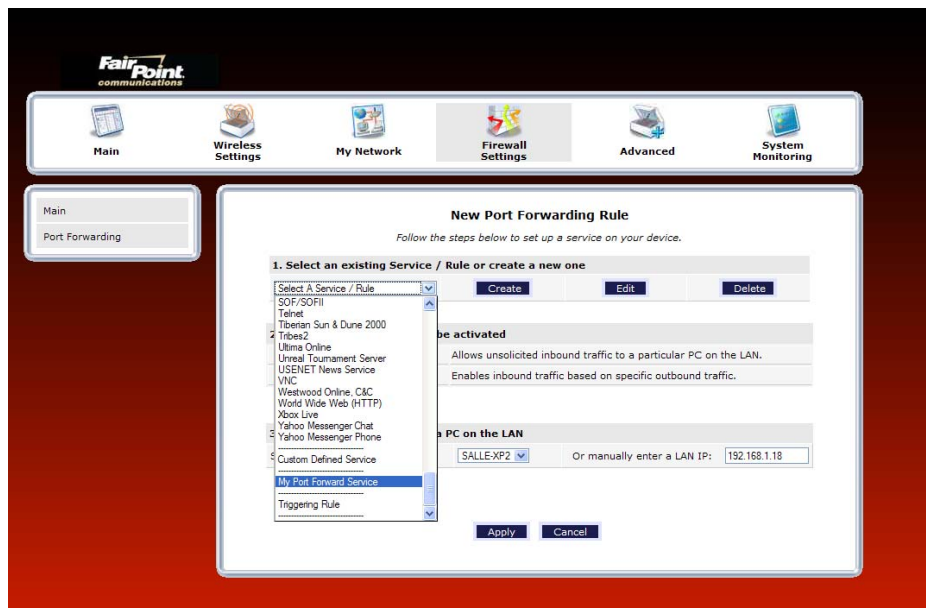 FairPoint
communications
Main
Wireless Settings
My Network
Firewall Settings
Advanced
System Monitoring
Main
Port Forwarding
New Port Forwarding Rule
Follow the steps below to set up a service on your device.
1. Select an existing Service / Rule or create a new one
Select A Service / Rule
Create
Edit
Delete
SOF/SOFII
Telnet
Tiberian Sun & Dune 2000
Tribes2
Ultima Online
Unreal Tournament Server
USENET News Service
VNC
Westwood Online, C&C
World Wide Web (HTTP)
Xbox Live
Yahoo Messenger Chat
Yahoo Messenger Phone
Custom Defined Service
My Port Forward Service
Triggering Rule
be activated
Allows unsolicited inbound traffic to a particular PC on the LAN.
Enables inbound traffic based on specific outbound traffic.
a PC on the LAN
SALLE-XP2
Or manually enter a LAN IP:
192.168.1.18
Apply
Cancel